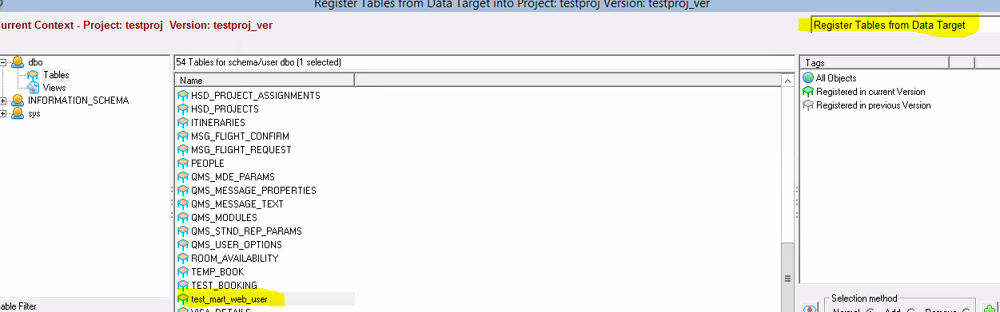 Register Tables from Data Target into Project: testproj Version: testproj_ver
urrent Context - Project: testproj Version: testproj_ver
Register Tables from Data Target
dbo
Tables
Views
INFORMATION_SCHEMA
sys
able Filter
54 Tables for schema/user dbo (1 selected)
Name
HSD_PROJECT_ASSIGNMENTS
HSD_PROJECTS
ITINERARIES
MSG_FLIGHT_CONFIRM
MSG_FLIGHT_REQUEST
PEOPLE
QMS_MDE_PARAMS
QMS_MESSAGE_PROPERTIES
QMS_MESSAGE_TEXT
QMS_MODULES
QMS_STND_REP_PARAMS
QMS_USER_OPTIONS
ROOM_AVAILABILITY
TEMP_BOOK
TEST_BOOKING
test_mart_web_user
VISA_DETAILS
Tags
All Objects
Registered in current Version
Registered in previous Version
Selection method
Normal Add Remove